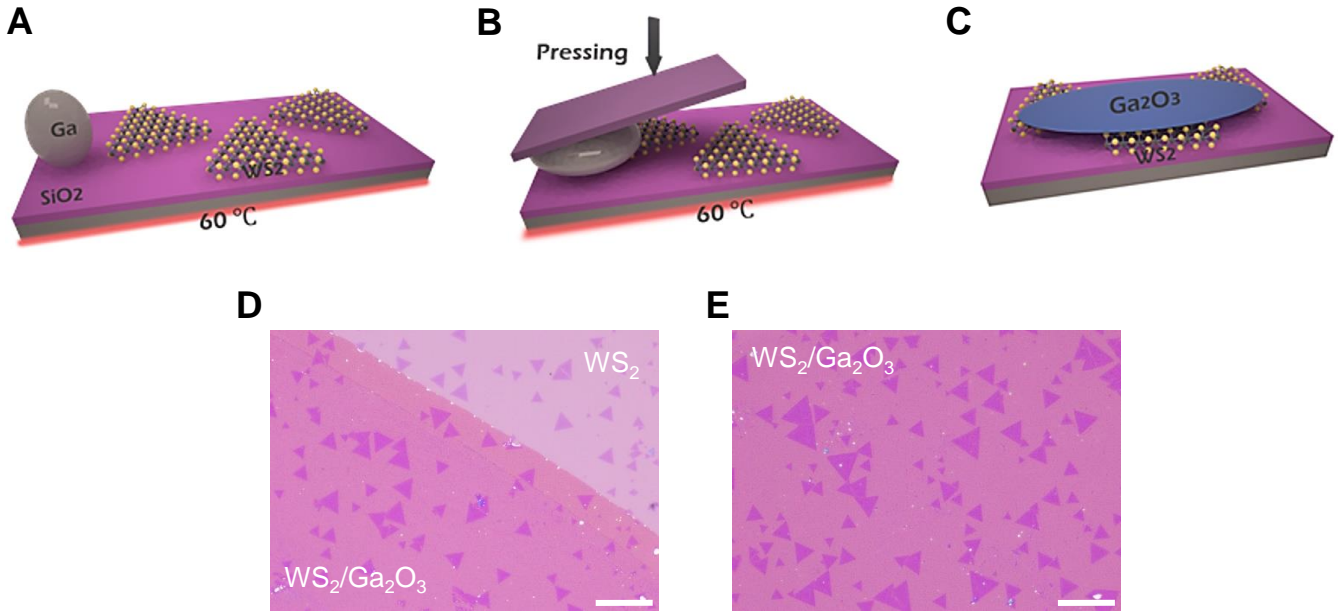 A
Ga
WS2
SiO2
60 °C
B
Pressing
60 °C
C
Ga2O3
WS2
D
WS₂
WS₂/Ga₂O₃
E
WS₂/Ga₂O₃